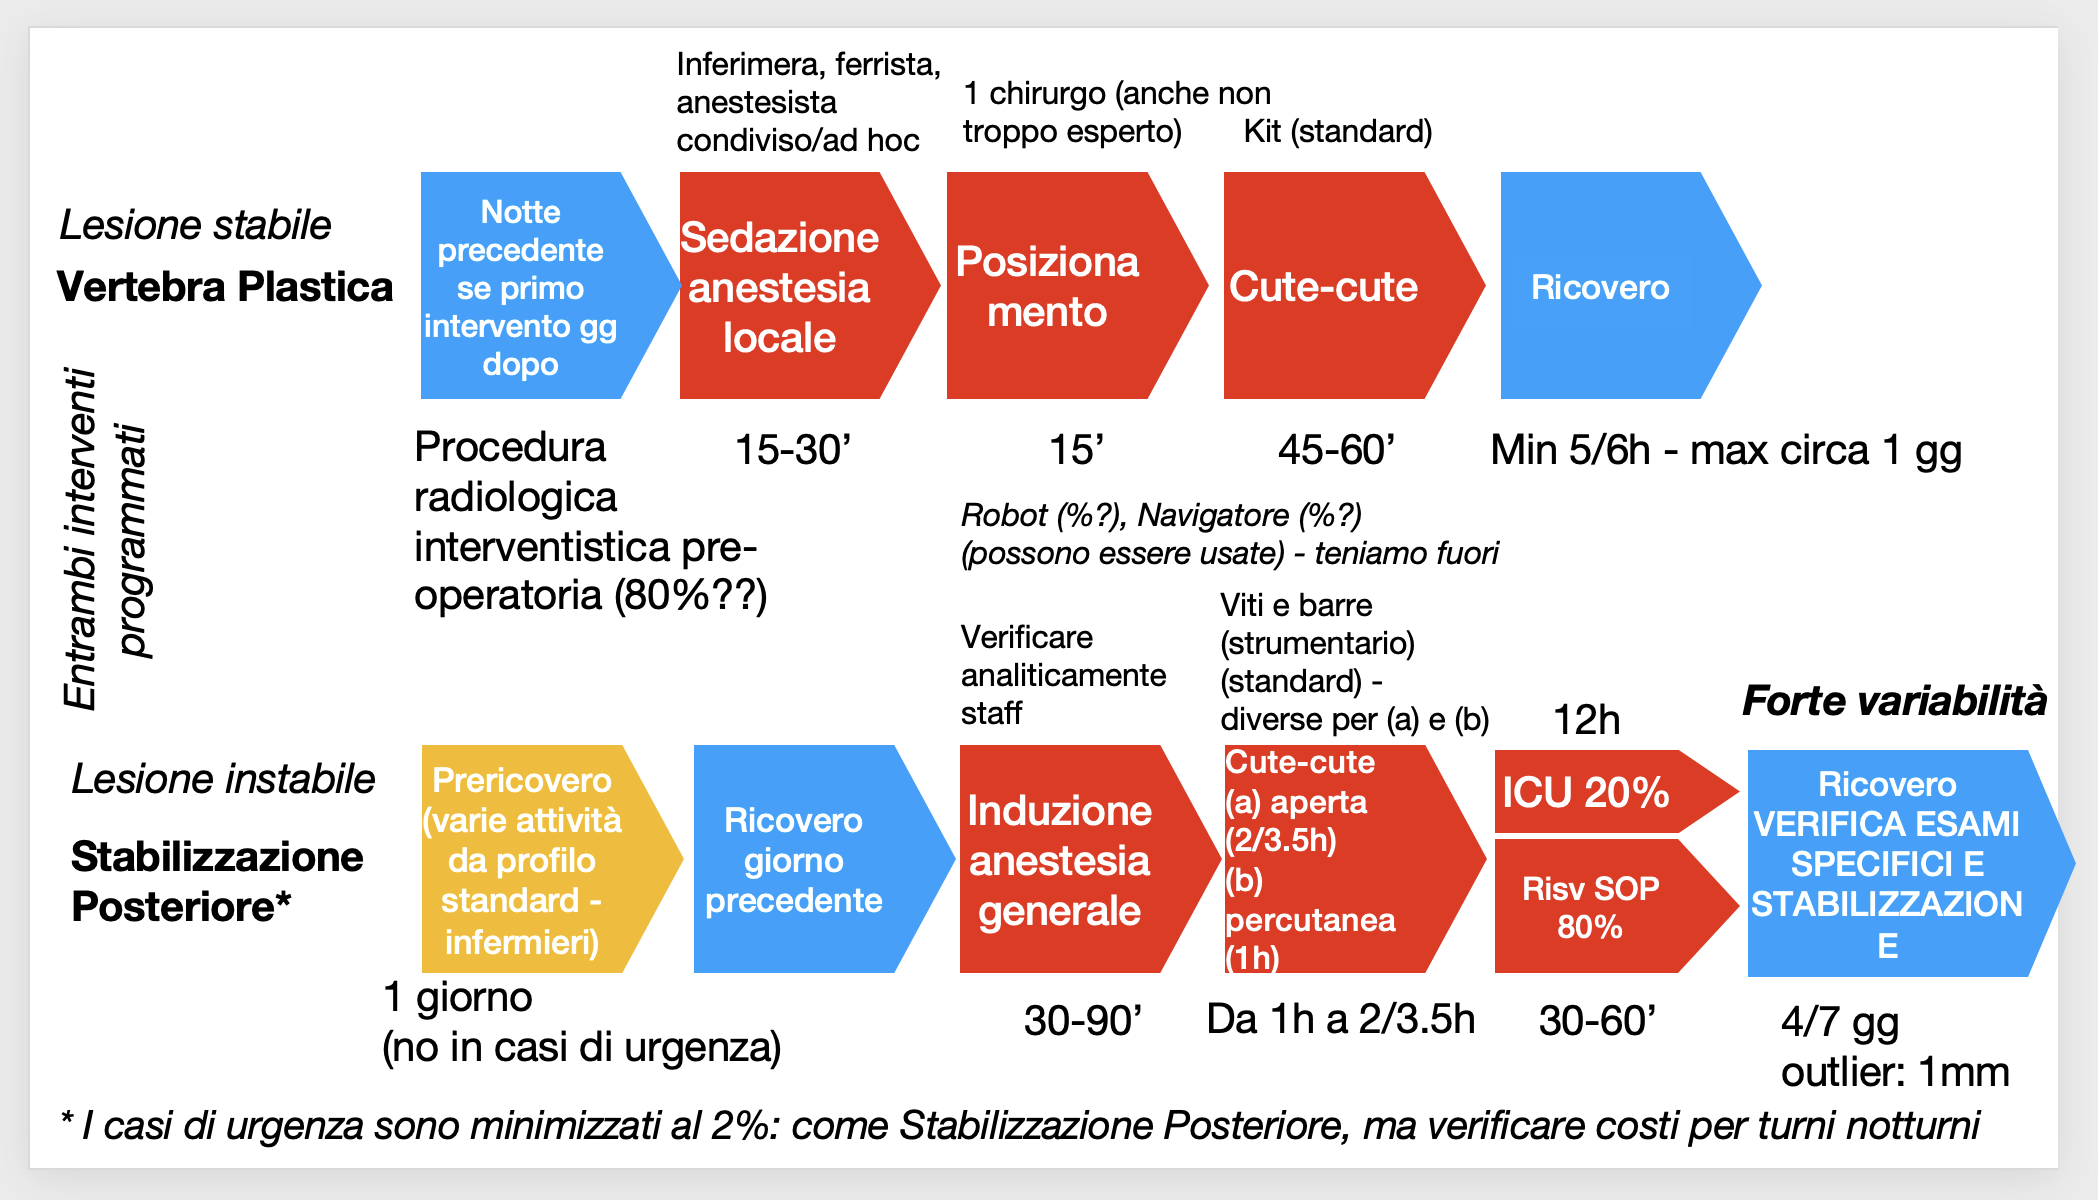 Inferimera, ferrista,
anestesista
condiviso/ad hoc
1 chirurgo (anche non
troppo esperto)
Kit (standard)
Lesione stabile
Vertebra Plastica
Notte
precedente
se primo
intervento gg
dopo
Sedazione
anestesia
locale
Posiziona
mento
Cute-cute
Ricovero
Procedura
radiologica
interventistica pre-
operatoria (80%??)
15-30’
15’
45-60’
Min 5/6h - max circa 1 gg
Robot (%?), Navigatore (%?)
(possono essere usate) - teniamo fuori
Entrambi interventi
programmati
Verificare
analiticamente
staff
Viti e barre
(strumentario)
(standard) -
diverse per (a) e (b)
12h
Forte variabilità
Lesione instabile
Stabilizzazione
Posteriore*
Prericovero
(varie attività
da profilo
standard -
infermieri)
Ricovero
giorno
precedente
Induzione
anestesia
generale
Cute-cute
(a) aperta
(2/3.5h)
(b)
percutanea
(1h)
ICU 20%
Risv SOP
80%
Ricovero
VERIFICA ESAMI
SPECIFICI E
STABILIZZAZION
E
1 giorno
(no in casi di urgenza)
30-90’
Da 1h a 2/3.5h
30-60’
4/7 gg
outlier: 1mm
* I casi di urgenza sono minimizzati al 2%: come Stabilizzazione Posteriore, ma verificare costi per turni notturni